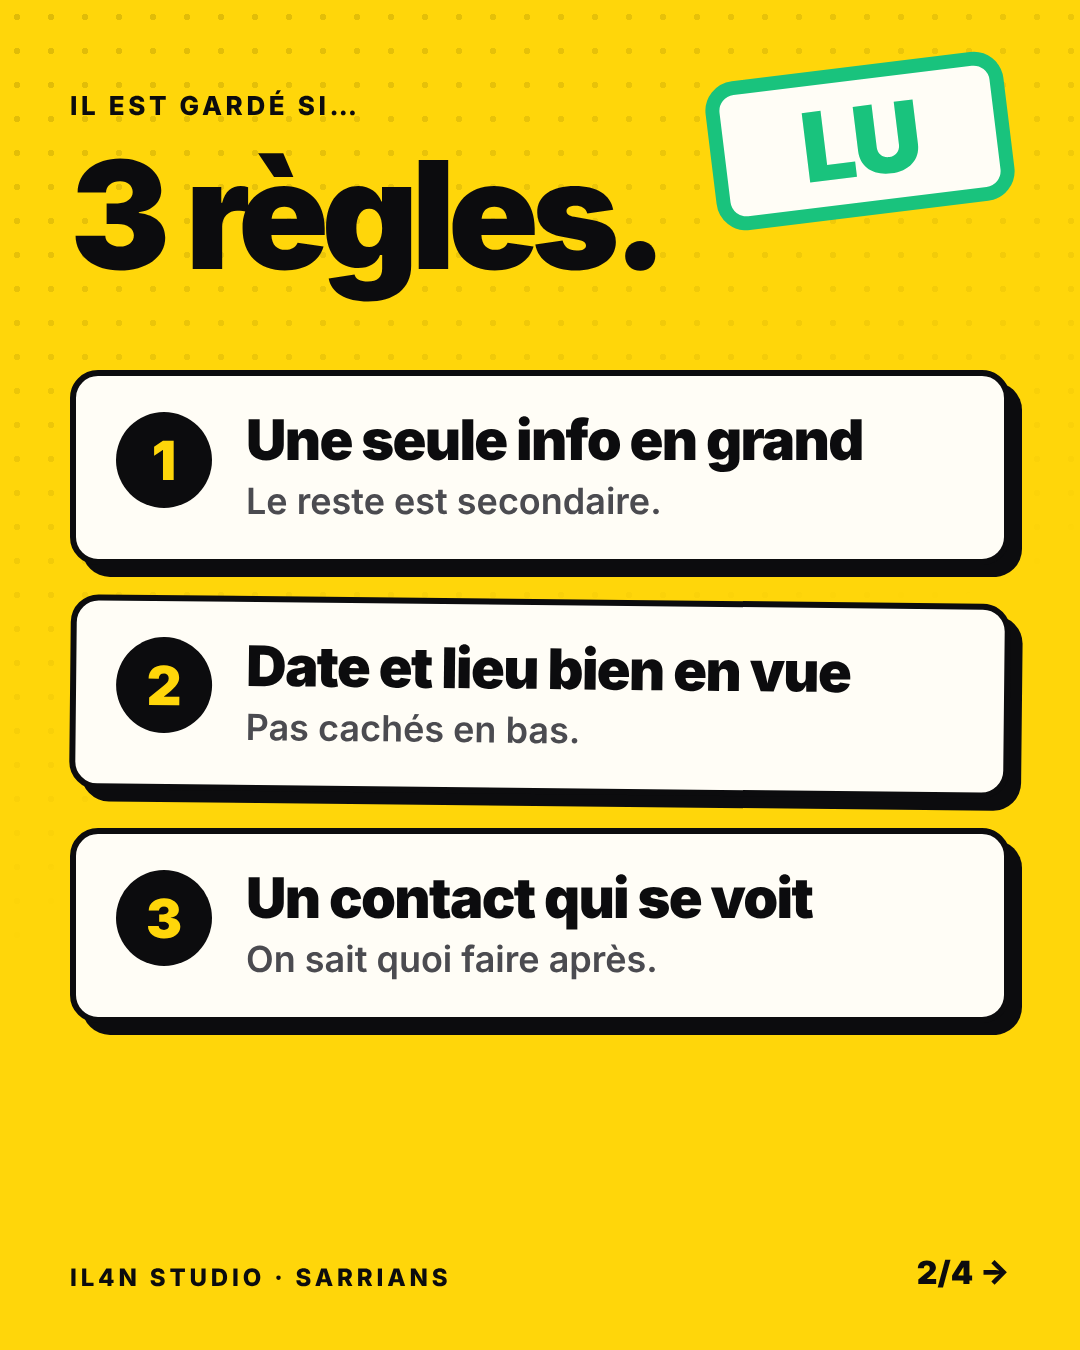 IL EST GARDÉ SI...
LU
3 règles.
1
Une seule info en grand
Le reste est secondaire.
2
Date et lieu bien en vue
Pas cachés en bas.
3
Un contact qui se voit
On sait quoi faire après.
IL4N STUDIO · SARRIANS
2/4 →